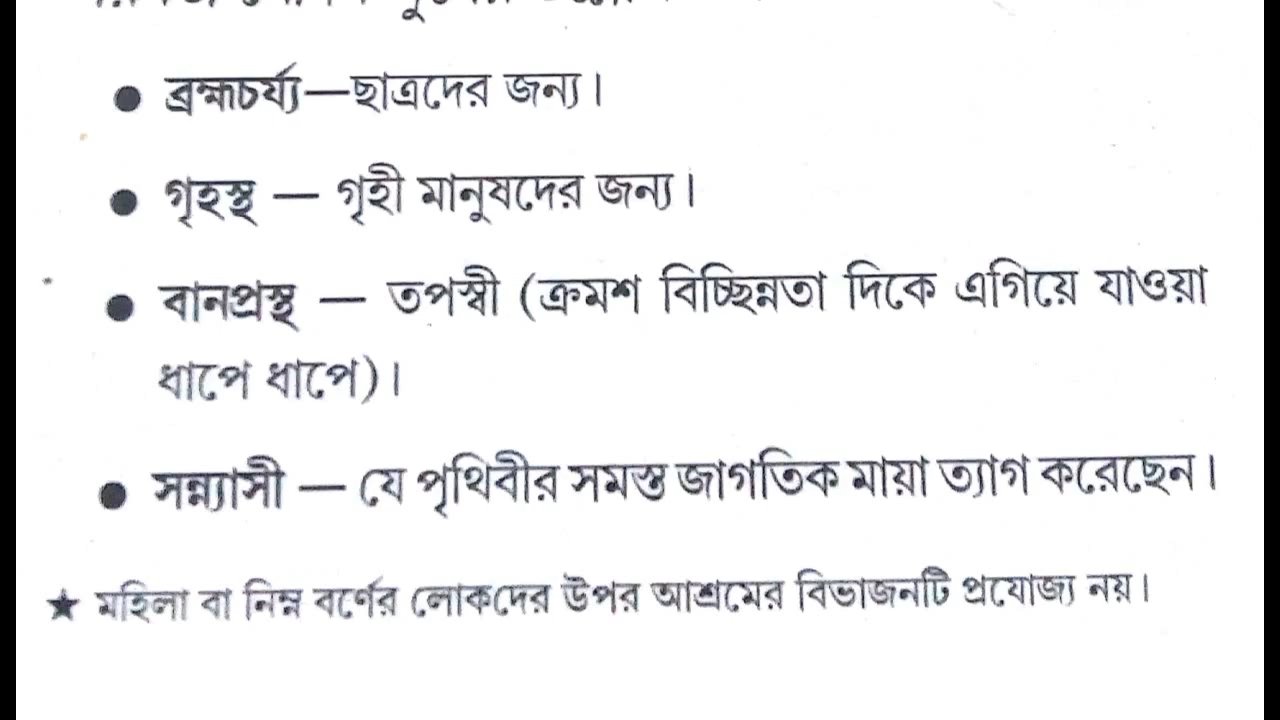 ● ব্রহ্মচর্য্য—ছাত্রদের জন্য।
● গৃহস্থ — গৃহী মানুষদের জন্য।
● বানপ্রস্থ — তপস্বী (ক্রমশ বিচ্ছিন্নতা দিকে এগিয়ে যাওয়া
ধাপে ধাপে)।
● সন্ন্যাসী — যে পৃথিবীর সমস্ত জাগতিক মায়া ত্যাগ করেছেন।
★ মহিলা বা নিম্ন বর্ণের লোকদের উপর আশ্রমের বিভাজনটি প্রযোজ্য নয়।